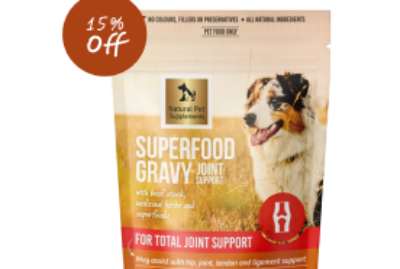 15%
off
NO COLOURS, FILLERS OR PRESERVATIVES • ALL NATURAL INGREDIENTS
PET FOOD ONLY
Natural Pet
Supplements
SUPERFOOD
GRAVY JOINT
SUPPORT
with beef stock,
medicinal herbs and
superfoods
FOR TOTAL JOINT SUPPORT
May assist with hip, joint, tendon and ligament support